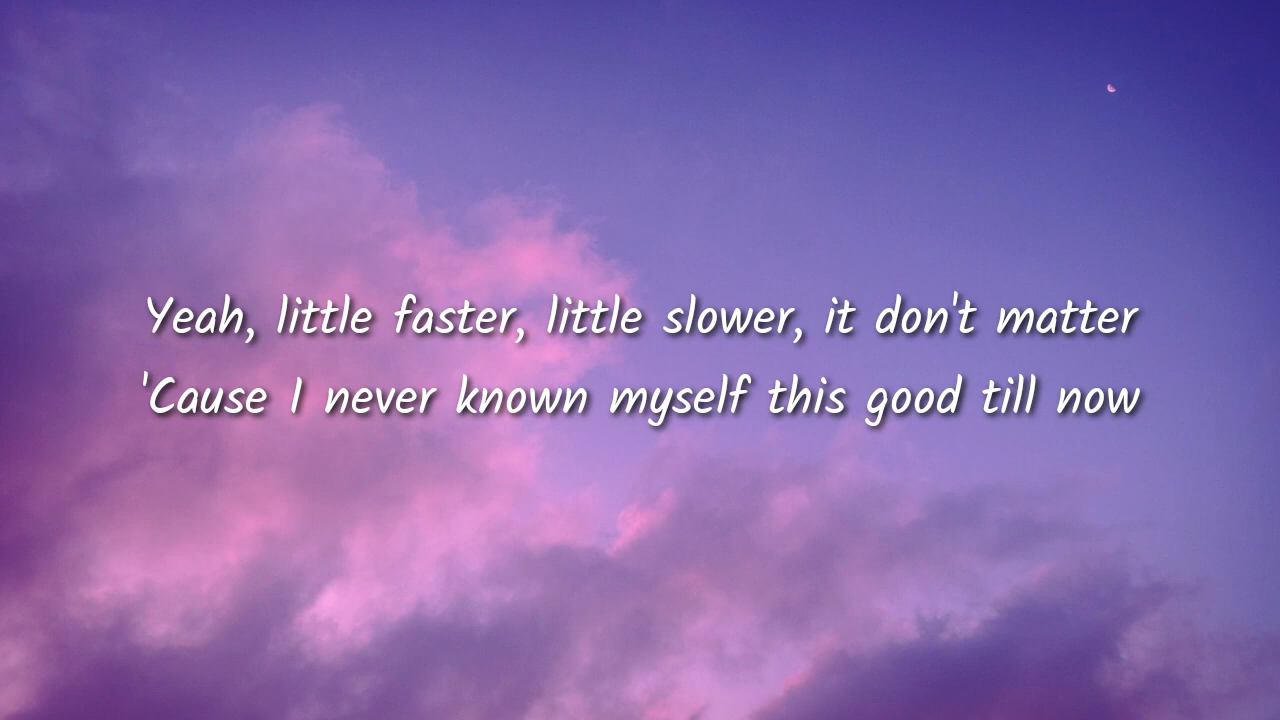 Yeah, little faster, little slower, it don't matter
'Cause I never known myself this good till now